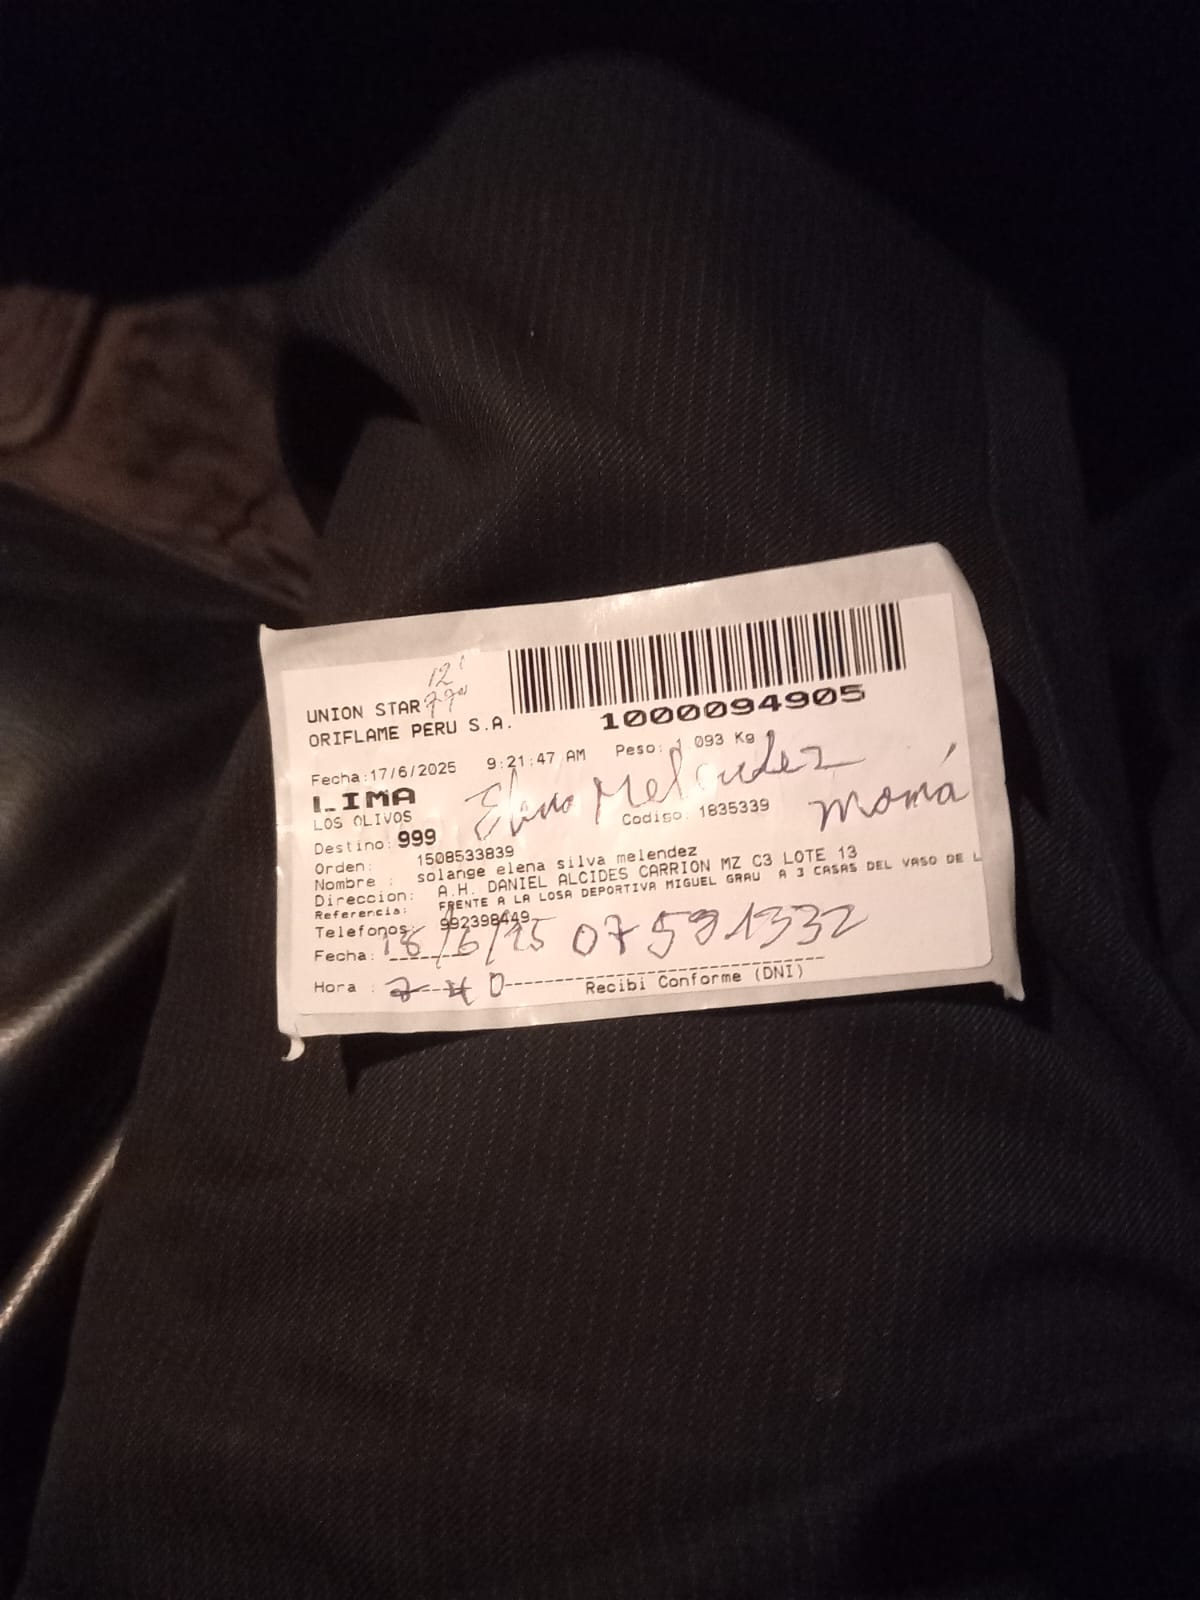 UNION STAR
ORIFLAME PERU S.A.
12'
1000094905
Fecha:17/6/2025 9:21:47 AM Peso: 1.093 Kg
LIMA
LOS OLIVOS
Elena Melendez
Codigo: 1835339
Mamá
Destino: 999
Orden: 1508533839
Nombre : solange elena silva melendez
Direccion: A.H. DANIEL ALCIDES CARRION MZ C3 LOTE 13
Referencia: FRENTE A LA LOSA DEPORTIVA MIGUEL GRAU A 3 CASAS DEL VASO DE L
Telefonos: 992398449
Fecha: 18/6/25 07591332
Hora :
Recibi Conforme (DNI)